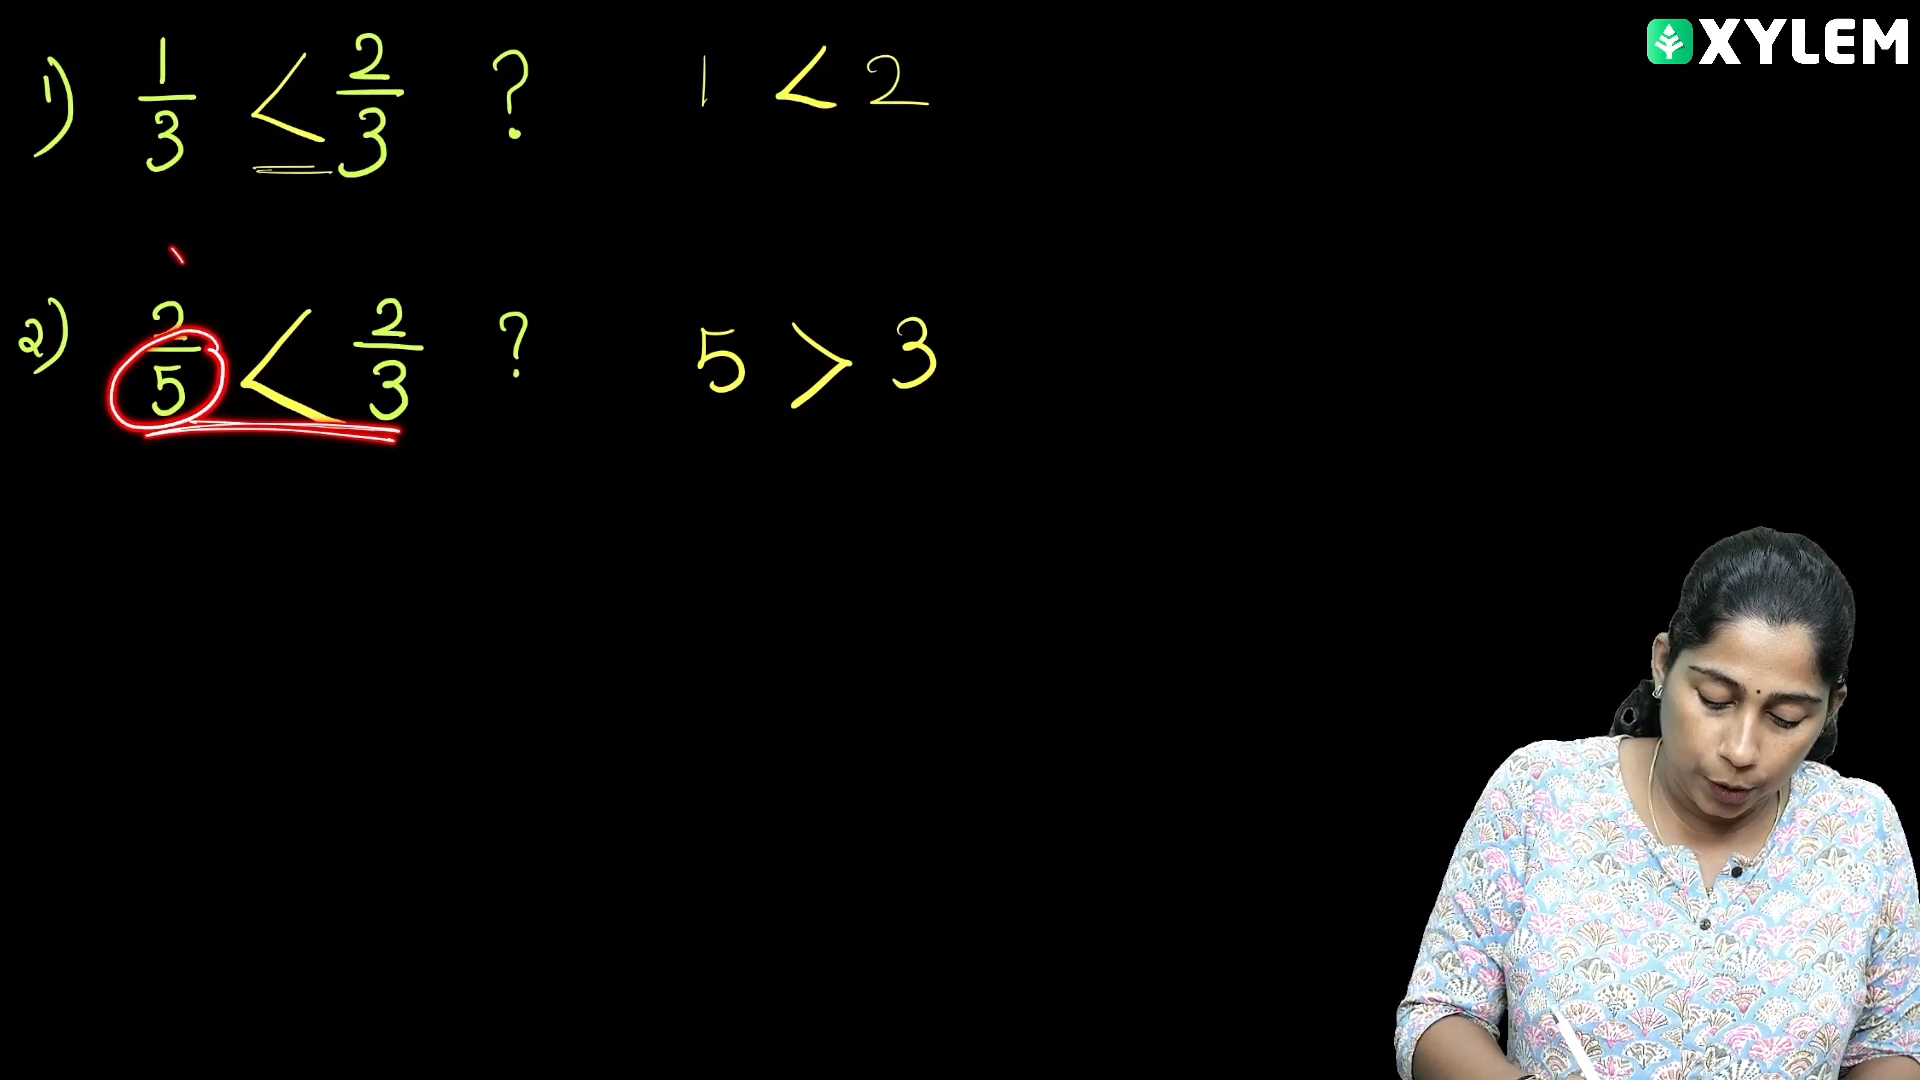 XYLEM
1) 1/3 < 2/3 ? 1 < 2
2) 2/5 < 2/3 ? 5 > 3